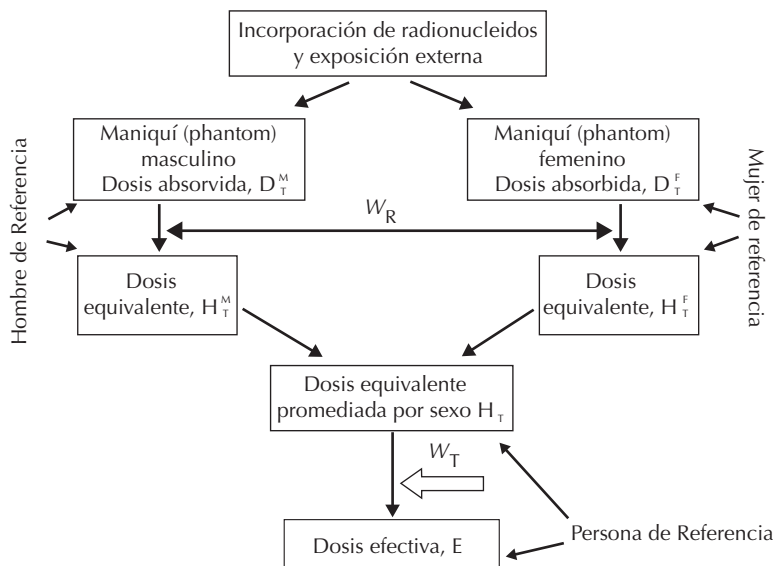 Incorporación de radionucleidos
y exposición externa
Maniquí (phantom)
masculino
Dosis absorvida, D_T^M
Maniquí (phantom)
femenino
Dosis absorbida, D_T^F
Hombre de Referencia
Mujer de referencia
W_R
Dosis
equivalente, H_T^M
Dosis
equivalente, H_T^F
Dosis equivalente
promediada por sexo H_T
W_T
Persona de Referencia
Dosis efectiva, E